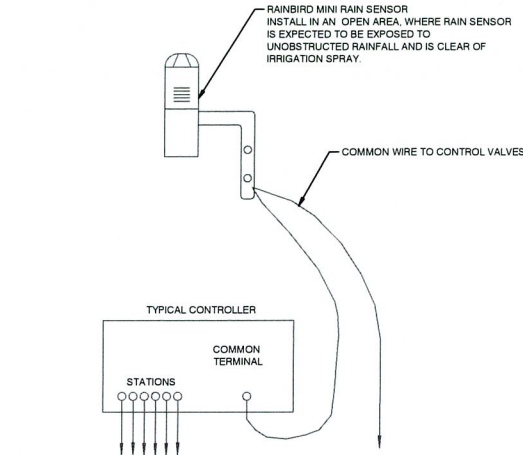 RAINBIRD MINI RAIN SENSOR
INSTALL IN AN OPEN AREA, WHERE RAIN SENSOR
IS EXPECTED TO BE EXPOSED TO
UNOBSTRUCTED RAINFALL AND IS CLEAR OF
IRRIGATION SPRAY.
COMMON WIRE TO CONTROL VALVES
TYPICAL CONTROLLER
COMMON
TERMINAL
STATIONS